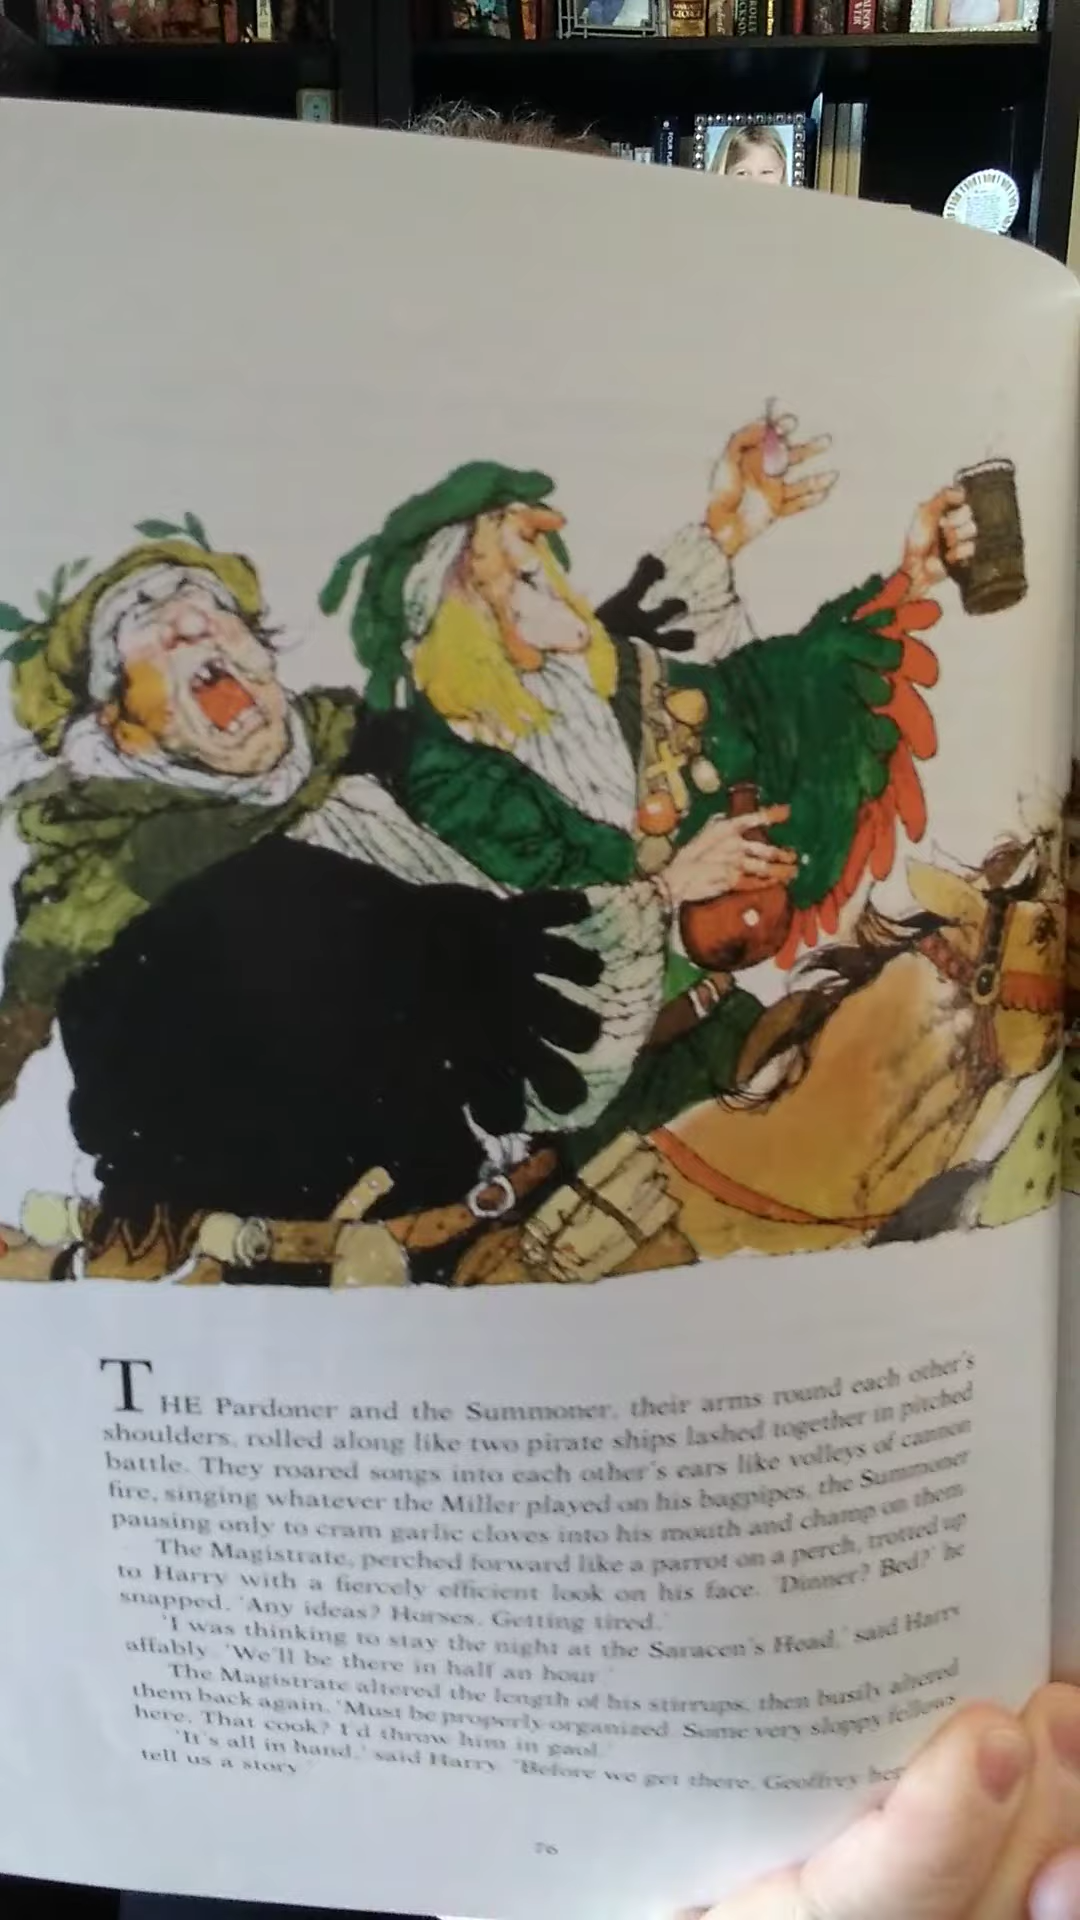 FOUR PLA
THE Pardoner and the Summoner, their arms round each other's
shoulders, rolled along like two pirate ships lashed together in pitched
battle. They roared songs into each other's ears like volleys of cannon
fire, singing whatever the Miller played on his bagpipes, the Summoner
pausing only to cram garlic cloves into his mouth and champ on them.
The Magistrate, perched forward like a parrot on a perch, trotted up
to Harry with a fiercely efficient look on his face. 'Dinner? Bed?' he
snapped. 'Any ideas? Horses. Getting tired.'
'I was thinking to stay the night at the Saracen's Head,' said Harry
affably. 'We'll be there in half an hour.'
The Magistrate altered the length of his stirrups, then busily altered
them back again. 'Must be properly organized. Some very sloppy fellows
here. That cook? I'd throw him in gaol.'
'It's all in hand,' said Harry. 'Before we get there, Geoffrey her
tell us a story.'
76